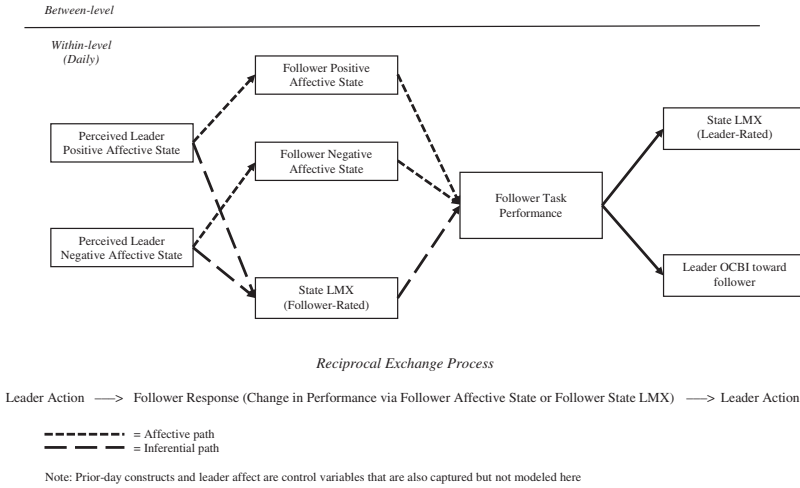 Between-level
Within-level
(Daily)
Follower Positive
Affective State
Perceived Leader
Positive Affective State
Follower Negative
Affective State
Perceived Leader
Negative Affective State
State LMX
(Follower-Rated)
Follower Task
Performance
State LMX
(Leader-Rated)
Leader OCBI toward
follower
Reciprocal Exchange Process
Leader Action —–> Follower Response (Change in Performance via Follower Affective State or Follower State LMX) —–> Leader Action
= Affective path
= Inferential path
Note: Prior-day constructs and leader affect are control variables that are also captured but not modeled here